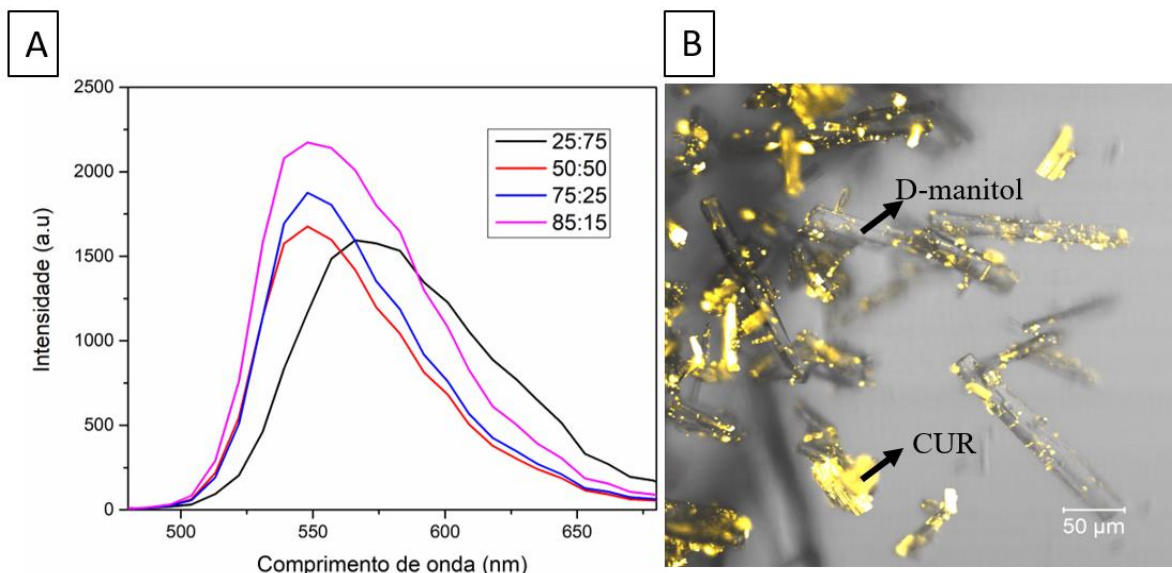 A
2500
2000
1500
1000
500
0
Intensidade (a.u)
25:75
50:50
75:25
85:15
500
550
600
650
Comprimento de onda (nm)
B
D-manitol
CUR
50 µm